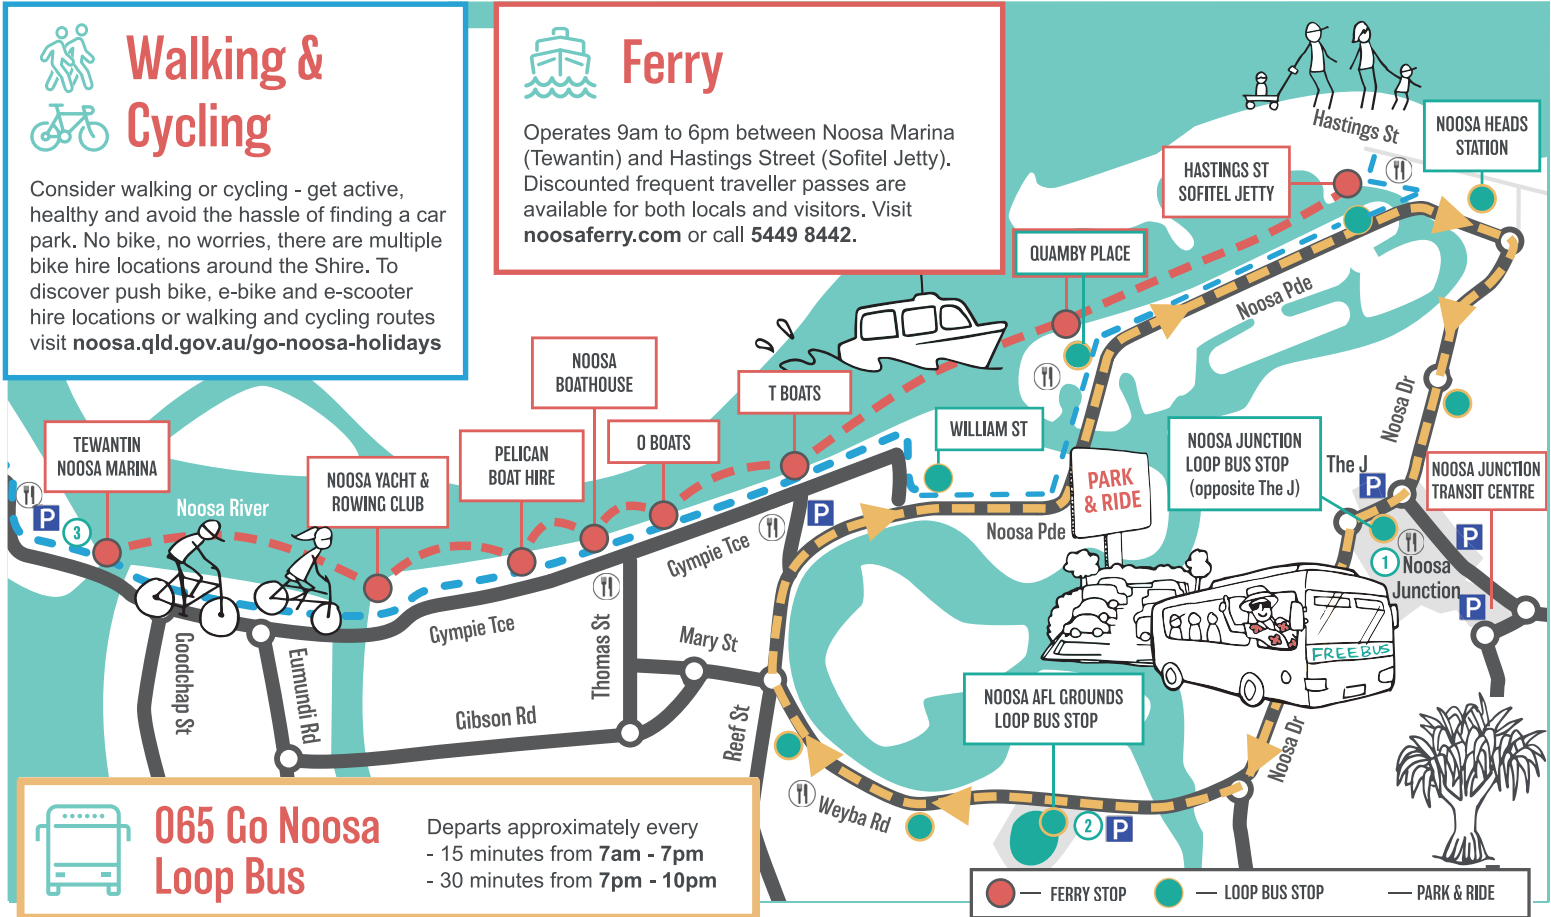 Walking &
Cycling
Consider walking or cycling - get active,
healthy and avoid the hassle of finding a car
park. No bike, no worries, there are multiple
bike hire locations around the Shire. To
discover push bike, e-bike and e-scooter
hire locations or walking and cycling routes
visit noosa.qld.gov.au/go-noosa-holidays
Ferry
Operates 9am to 6pm between Noosa Marina
(Tewantin) and Hastings Street (Sofitel Jetty).
Discounted frequent traveller passes are
available for both locals and visitors. Visit
noosaferry.com or call 5449 8442.
Hastings St
NOOSA HEADS
STATION
HASTINGS ST
SOFITEL JETTY
QUAMBY PLACE
Noosa Pde
NOOSA
BOATHOUSE
T BOATS
O BOATS
PELICAN
BOAT HIRE
NOOSA YACHT &
ROWING CLUB
TEWANTIN
NOOSA MARINA
P
3
Noosa River
WILLIAM ST
Noosa Dr
NOOSA JUNCTION
LOOP BUS STOP
(opposite The J)
The J
P
NOOSA JUNCTION
TRANSIT CENTRE
PARK
& RIDE
P
Noosa Pde
Gympie Tce
P
1
Noosa
Junction
P
Gympie Tce
Goodchap St
Eumundi Rd
Thomas St
Mary St
Gibson Rd
Reef St
FREEBUS
NOOSA AFL GROUNDS
LOOP BUS STOP
Noosa Dr
Weyba Rd
2
P
065 Go Noosa
Loop Bus
Departs approximately every
- 15 minutes from 7am - 7pm
- 30 minutes from 7pm - 10pm
FERRY STOP
LOOP BUS STOP
PARK & RIDE